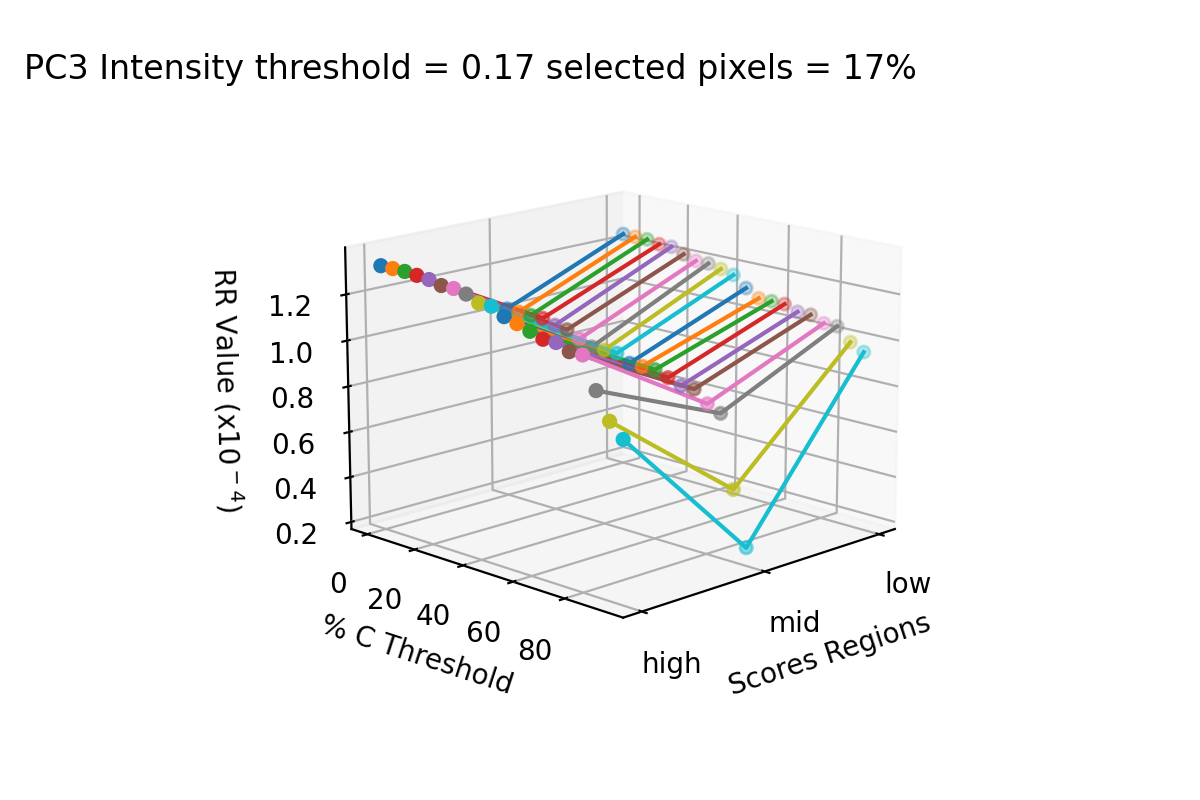 PC3 Intensity threshold = 0.17 selected pixels = 17%
RR Value (x10⁻⁴)
1.2
1.0
0.8
0.6
0.4
0.2
0
20
40
60
80
% C Threshold
low
mid
high
Scores Regions